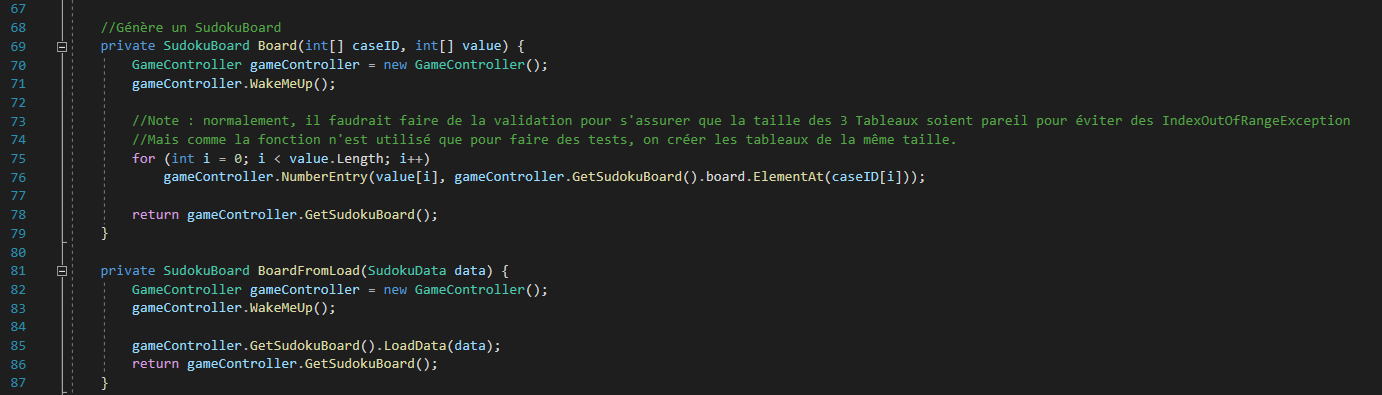 67
68 //Génère un SudokuBoard
69 private SudokuBoard Board(int[] caseID, int[] value) {
70 GameController gameController = new GameController();
71 gameController.WakeMeUp();
72
73 //Note : normalement, il faudrait faire de la validation pour s'assurer que la taille des 3 Tableaux soient pareil pour éviter des IndexOutOfRangeException
74 //Mais comme la fonction n'est utilisé que pour faire des tests, on créer les tableaux de la même taille.
75 for (int i = 0; i < value.Length; i++)
76 gameController.NumberEntry(value[i], gameController.GetSudokuBoard().board.ElementAt(caseID[i]));
77
78 return gameController.GetSudokuBoard();
79 }
80
81 private SudokuBoard BoardFromLoad(SudokuData data) {
82 GameController gameController = new GameController();
83 gameController.WakeMeUp();
84
85 gameController.GetSudokuBoard().LoadData(data);
86 return gameController.GetSudokuBoard();
87 }